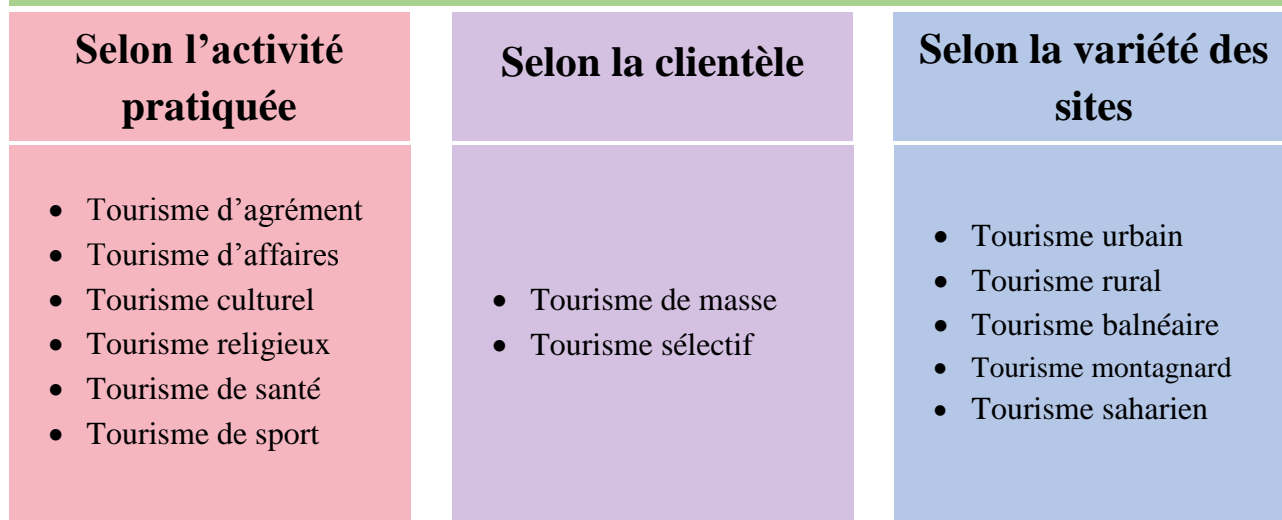 Selon l’activité
pratiquée
Selon la clientèle
Selon la variété des
sites
• Tourisme d’agrément
• Tourisme d’affaires
• Tourisme culturel
• Tourisme religieux
• Tourisme de santé
• Tourisme de sport
• Tourisme de masse
• Tourisme sélectif
• Tourisme urbain
• Tourisme rural
• Tourisme balnéaire
• Tourisme montagnard
• Tourisme saharien